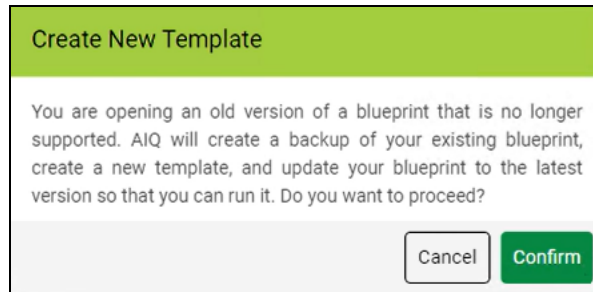 Create New Template
You are opening an old version of a blueprint that is no longer
supported. AIQ will create a backup of your existing blueprint,
create a new template, and update your blueprint to the latest
version so that you can run it. Do you want to proceed?
Cancel Confirm